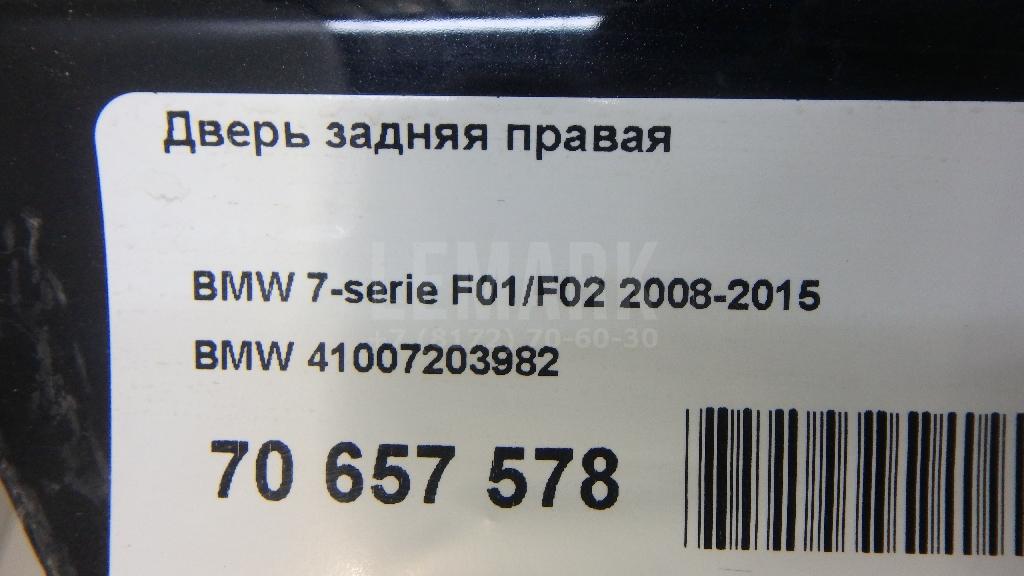 Дверь задняя правая
LEMARK
BMW 7-serie F01/F02 2008-2015
+7 (8172) 70-60-30
BMW 41007203982
70 657 578